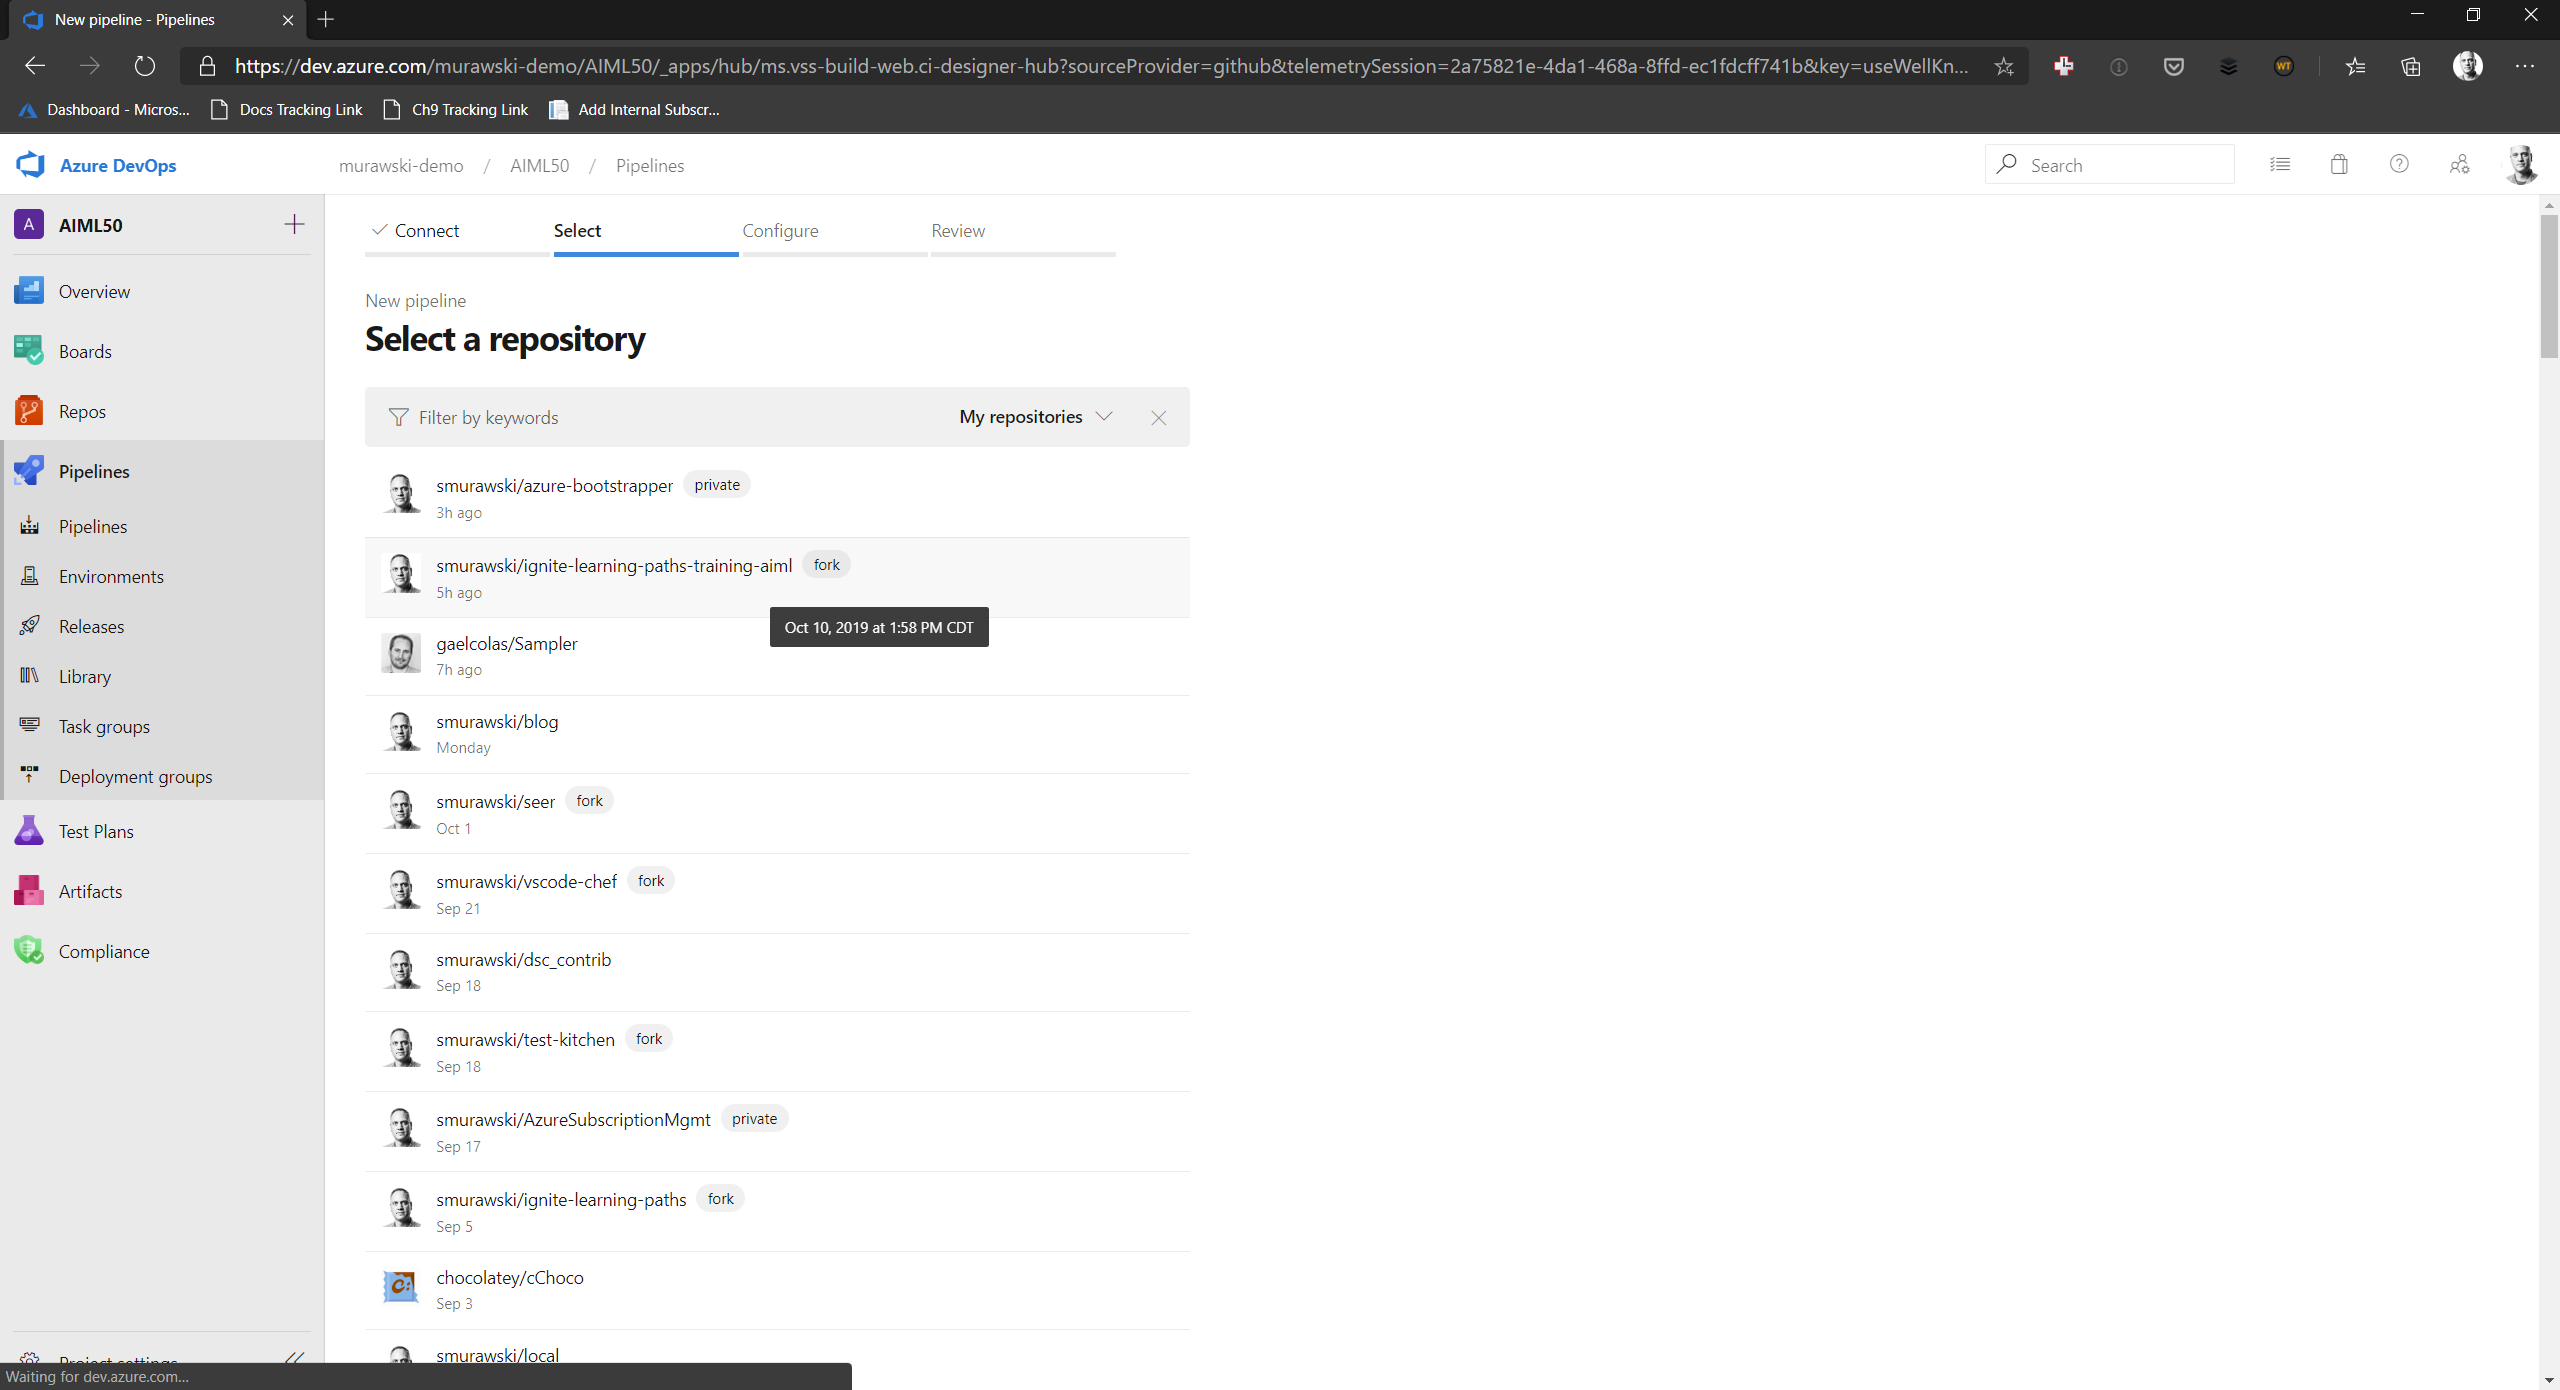 New pipeline - Pipelines
https://dev.azure.com/murawski-demo/AIML50/_apps/hub/ms.vss-build-web.ci-designer-hub?sourceProvider=github&telemetrySession=2a75821e-4da1-468a-8ffd-ec1fdcff741b&key=useWellKn...
WT
Dashboard - Micros...
Docs Tracking Link
Ch9 Tracking Link
Add Internal Subscr...
Azure DevOps
murawski-demo / AIML50 / Pipelines
Search
A AIML50
Overview
Boards
Repos
Pipelines
Pipelines
Environments
Releases
Library
Task groups
Deployment groups
Test Plans
Artifacts
Compliance
Project settings
Connect
Select
Configure
Review
New pipeline
Select a repository
Filter by keywords
My repositories
smurawski/azure-bootstrapper private
3h ago
smurawski/ignite-learning-paths-training-aiml fork
5h ago
Oct 10, 2019 at 1:58 PM CDT
gaelcolas/Sampler
7h ago
smurawski/blog
Monday
smurawski/seer fork
Oct 1
smurawski/vscode-chef fork
Sep 21
smurawski/dsc_contrib
Sep 18
smurawski/test-kitchen fork
Sep 18
smurawski/AzureSubscriptionMgmt private
Sep 17
smurawski/ignite-learning-paths fork
Sep 5
chocolatey/cChoco
Sep 3
smurawski/local
Waiting for dev.azure.com...